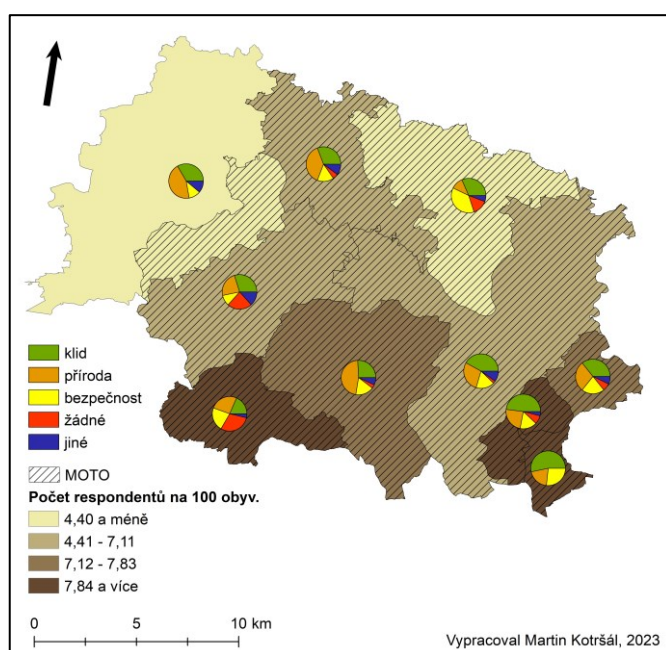 klid
příroda
bezpečnost
žádné
jiné
MOTO
Počet respondentů na 100 obyv.
4,40 a méně
4,41 - 7,11
7,12 - 7,83
7,84 a více
0 5 10 km
Vypracoval Martin Kotršál, 2023